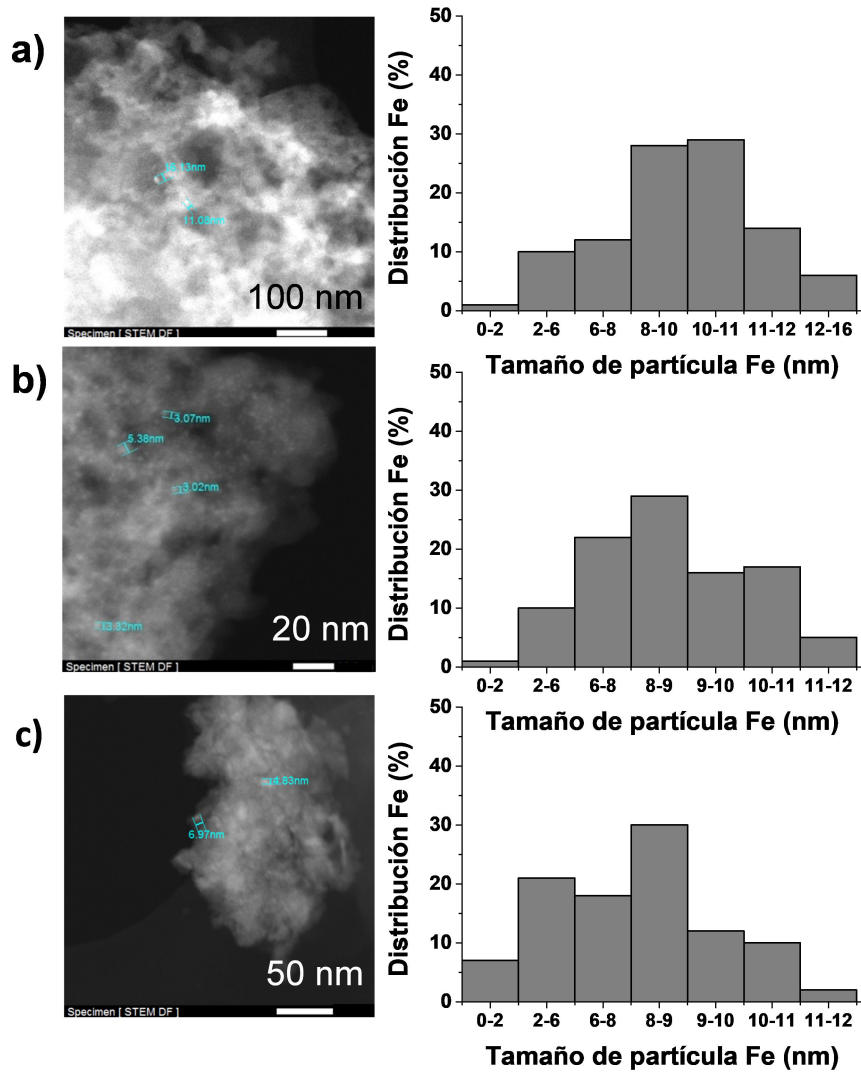 a)
10.13nm
11.08nm
100 nm
Specimen [ STEM DF ]
Distribución Fe (%)
50
40
30
20
10
0
0-2 2-6 6-8 8-10 10-11 11-12 12-16
Tamaño de partícula Fe (nm)
b)
3.07nm
5.38nm
3.02nm
3.32nm
20 nm
Specimen [ STEM DF ]
Distribución Fe (%)
50
40
30
20
10
0
0-2 2-6 6-8 8-9 9-10 10-11 11-12
Tamaño de partícula Fe (nm)
c)
4.83nm
6.97nm
50 nm
Specimen [ STEM DF ]
Distribución Fe (%)
50
40
30
20
10
0
0-2 2-6 6-8 8-9 9-10 10-11 11-12
Tamaño de partícula Fe (nm)